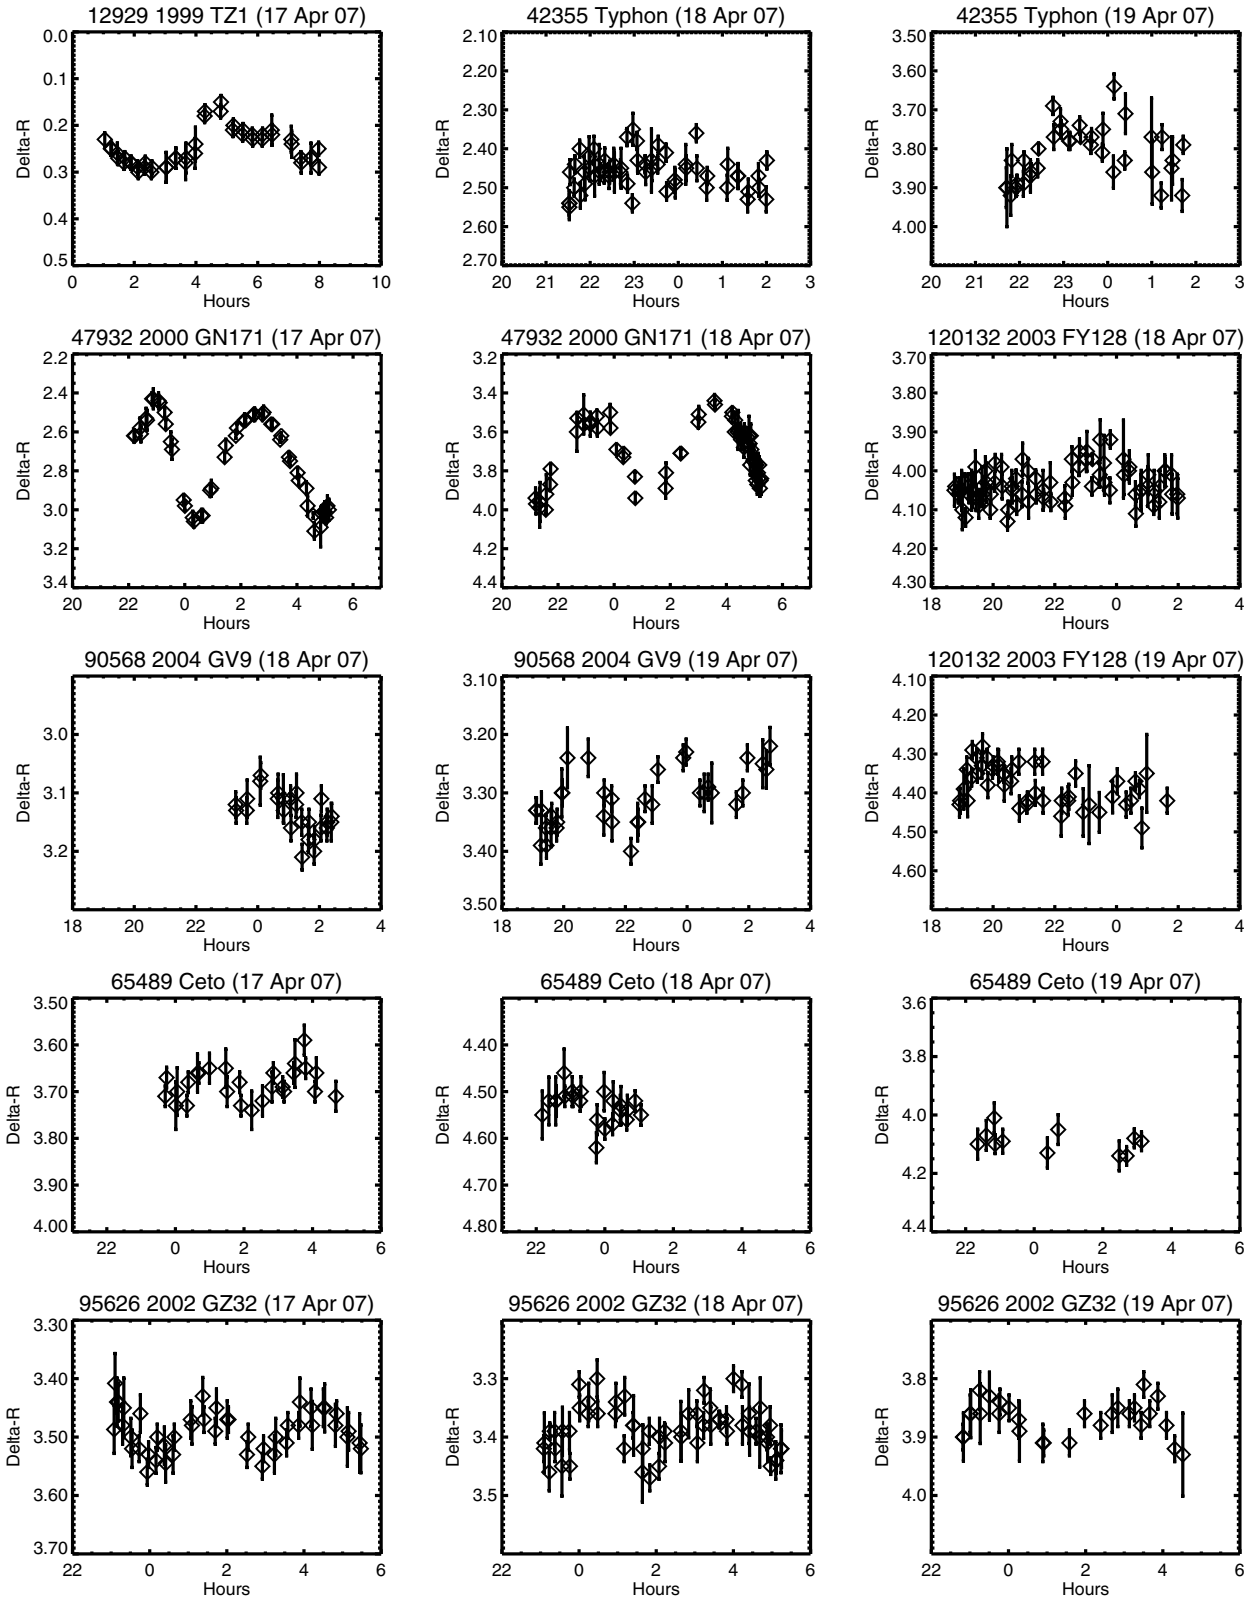 12929 1999 TZ1 (17 Apr 07)
0.0
0.1
0.2
0.3
0.4
0.5
Delta-R
0 2 4 6 8 10
Hours
42355 Typhon (18 Apr 07)
2.10
2.20
2.30
2.40
2.50
2.60
2.70
Delta-R
20 21 22 23 0 1 2 3
Hours
42355 Typhon (19 Apr 07)
3.50
3.60
3.70
3.80
3.90
4.00
Delta-R
20 21 22 23 0 1 2 3
Hours
47932 2000 GN171 (17 Apr 07)
2.2
2.4
2.6
2.8
3.0
3.2
3.4
Delta-R
20 22 0 2 4 6
Hours
47932 2000 GN171 (18 Apr 07)
3.2
3.4
3.6
3.8
4.0
4.2
4.4
Delta-R
20 22 0 2 4 6
Hours
120132 2003 FY128 (18 Apr 07)
3.70
3.80
3.90
4.00
4.10
4.20
4.30
Delta-R
18 20 22 0 2 4
Hours
90568 2004 GV9 (18 Apr 07)
3.0
3.1
3.2
Delta-R
18 20 22 0 2 4
Hours
90568 2004 GV9 (19 Apr 07)
3.10
3.20
3.30
3.40
3.50
Delta-R
18 20 22 0 2 4
Hours
120132 2003 FY128 (19 Apr 07)
4.10
4.20
4.30
4.40
4.50
4.60
Delta-R
18 20 22 0 2 4
Hours
65489 Ceto (17 Apr 07)
3.50
3.60
3.70
3.80
3.90
4.00
Delta-R
22 0 2 4 6
Hours
65489 Ceto (18 Apr 07)
4.40
4.50
4.60
4.70
4.80
Delta-R
22 0 2 4 6
Hours
65489 Ceto (19 Apr 07)
3.6
3.8
4.0
4.2
4.4
Delta-R
22 0 2 4 6
Hours
95626 2002 GZ32 (17 Apr 07)
3.30
3.40
3.50
3.60
3.70
Delta-R
22 0 2 4 6
Hours
95626 2002 GZ32 (18 Apr 07)
3.3
3.4
3.5
Delta-R
22 0 2 4 6
Hours
95626 2002 GZ32 (19 Apr 07)
3.8
3.9
4.0
Delta-R
22 0 2 4 6
Hours